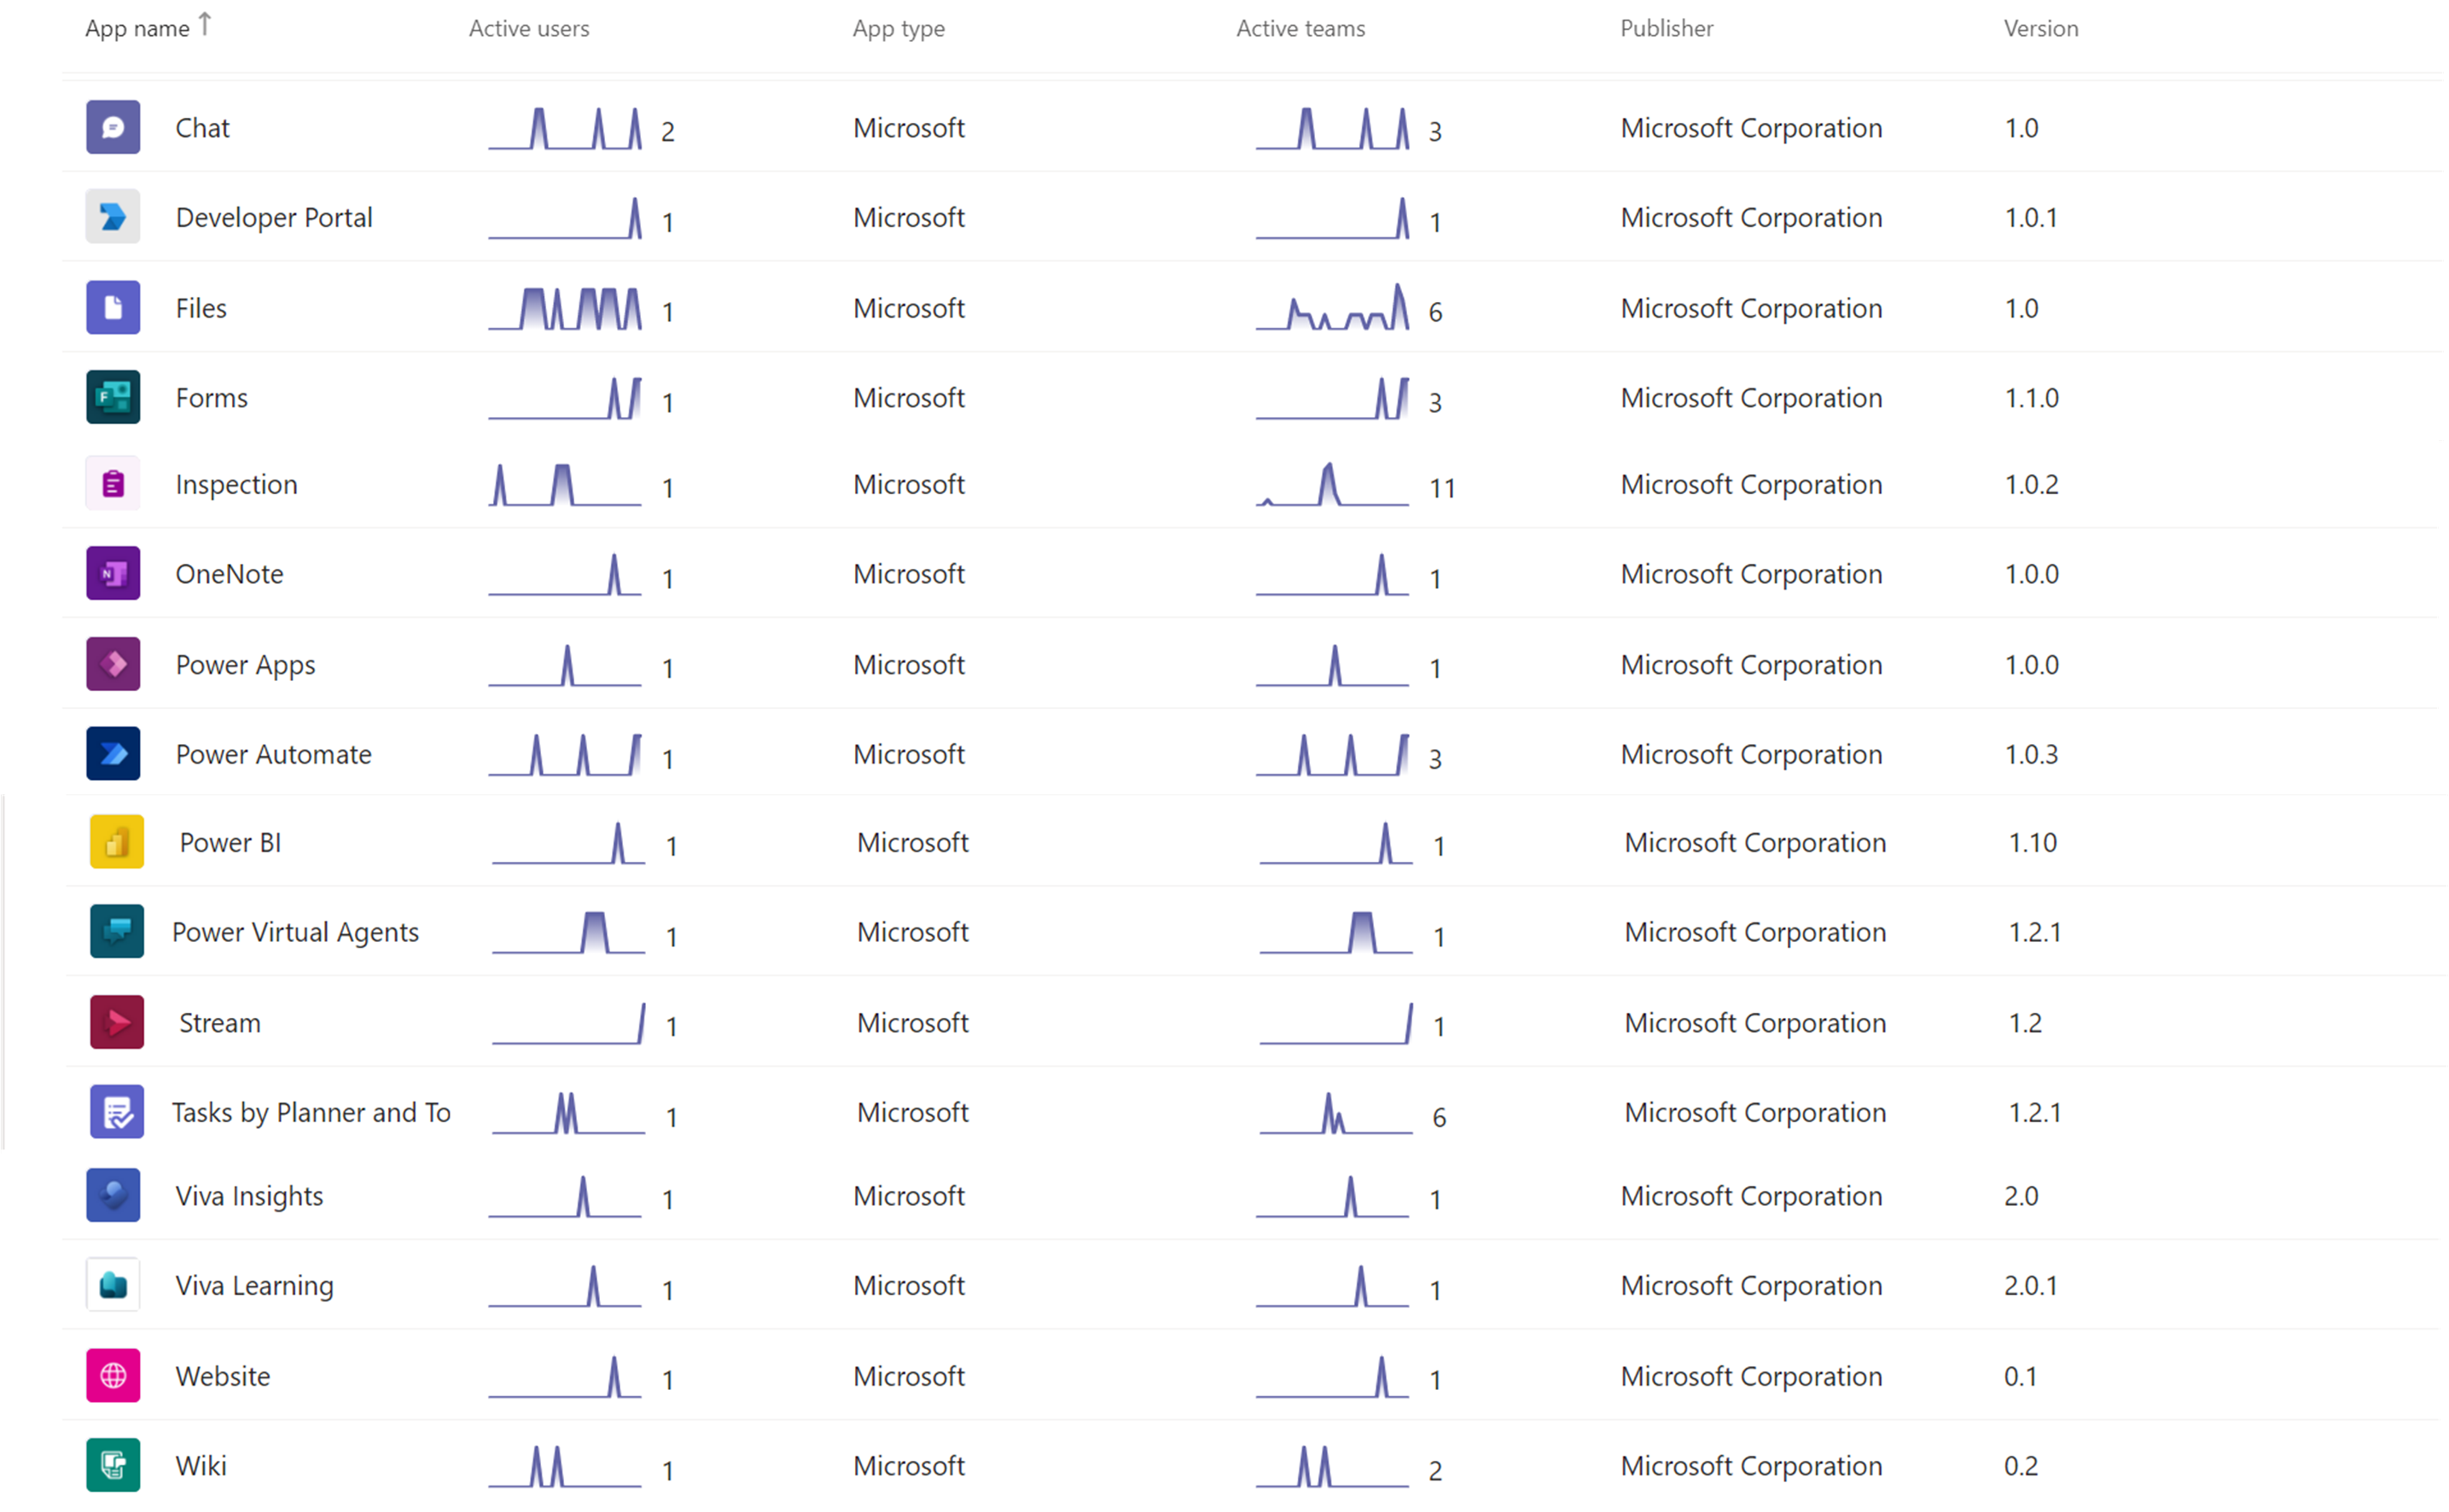 App name ↑ Active users App type Active teams Publisher Version
Chat 2 Microsoft 3 Microsoft Corporation 1.0
Developer Portal 1 Microsoft 1 Microsoft Corporation 1.0.1
Files 1 Microsoft 6 Microsoft Corporation 1.0
F Forms 1 Microsoft 3 Microsoft Corporation 1.1.0
Inspection 1 Microsoft 11 Microsoft Corporation 1.0.2
N OneNote 1 Microsoft 1 Microsoft Corporation 1.0.0
Power Apps 1 Microsoft 1 Microsoft Corporation 1.0.0
Power Automate 1 Microsoft 3 Microsoft Corporation 1.0.3
Power BI 1 Microsoft 1 Microsoft Corporation 1.10
Power Virtual Agents 1 Microsoft 1 Microsoft Corporation 1.2.1
Stream 1 Microsoft 1 Microsoft Corporation 1.2
Tasks by Planner and To 1 Microsoft 6 Microsoft Corporation 1.2.1
Viva Insights 1 Microsoft 1 Microsoft Corporation 2.0
Viva Learning 1 Microsoft 1 Microsoft Corporation 2.0.1
Website 1 Microsoft 1 Microsoft Corporation 0.1
Wiki 1 Microsoft 2 Microsoft Corporation 0.2